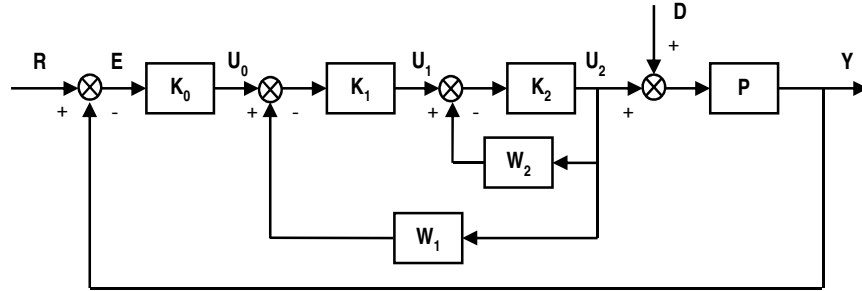 D
R E U₀ U₁ U₂ + Y
K₀ K₁ K₂ P
+ - + - + - +
W₂
W₁